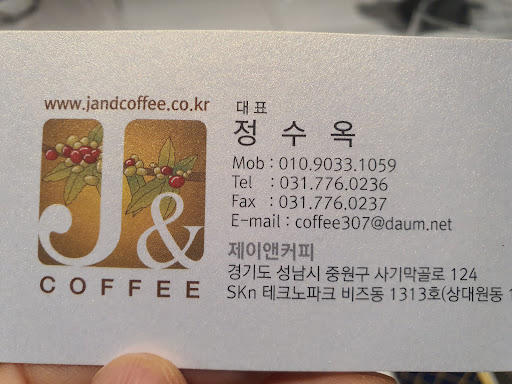 www.jandcoffee.co.kr
J&
COFFEE
대표
정수옥
Mob : 010.9033.1059
Tel : 031.776.0236
Fax : 031.776.0237
E-mail : coffee307@daum.net
제이앤커피
경기도 성남시 중원구 사기막골로 124
SKn 테크노파크 비즈동 1313호(상대원동